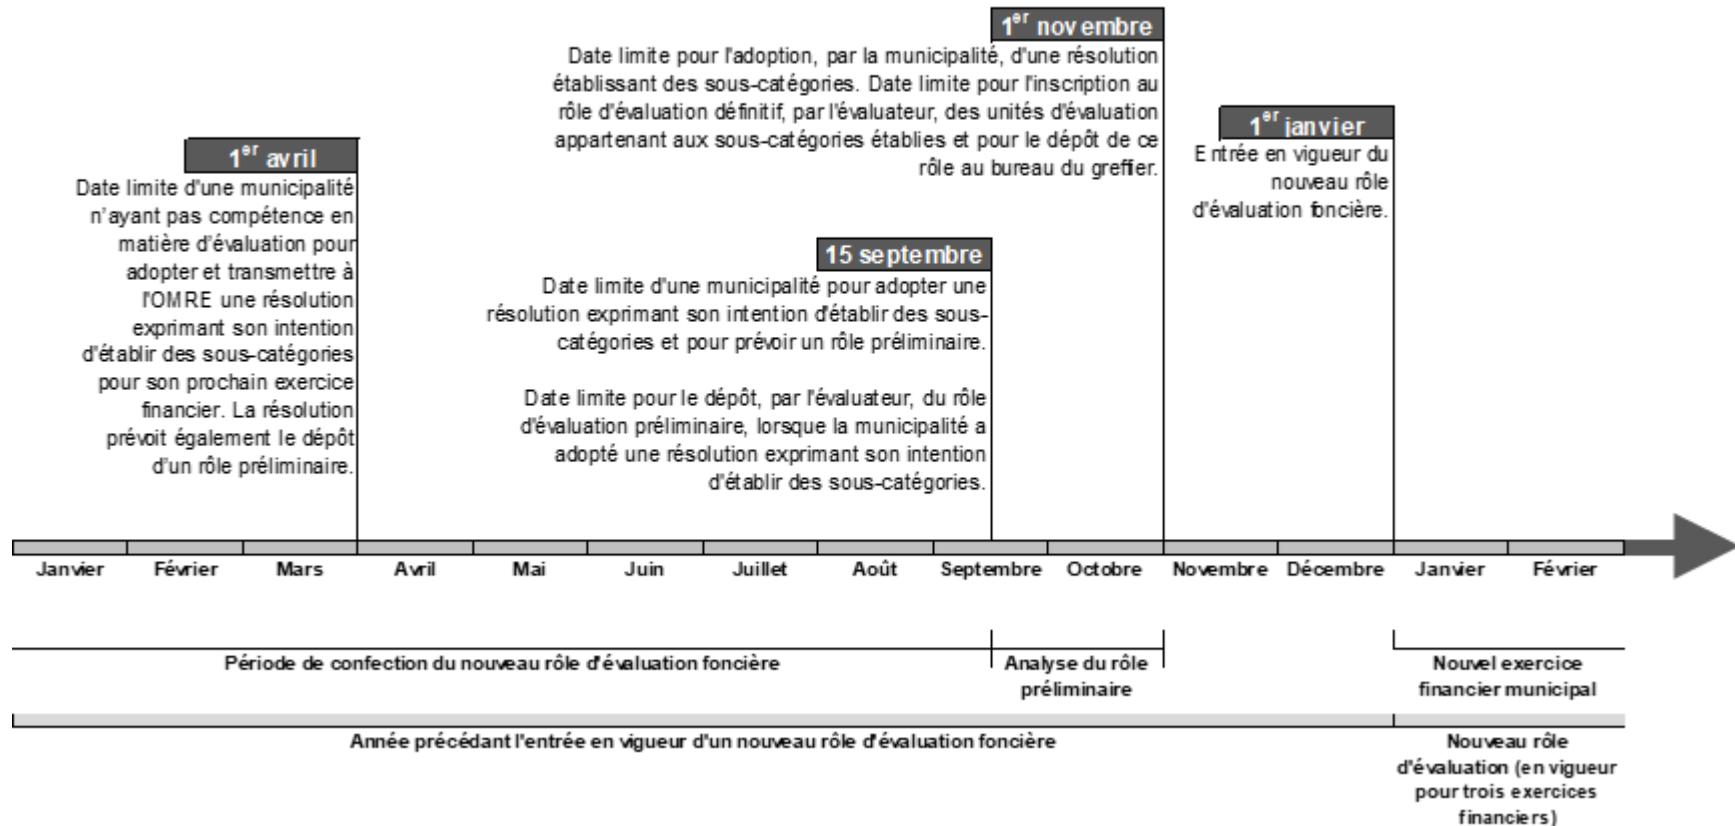 1er avril
Date limite d'une municipalité
n'ayant pas compétence en
matière d'évaluation pour
adopter et transmettre à
l'OMRE une résolution
exprimant son intention
d'établir des sous-catégories
pour son prochain exercice
financier. La résolution
prévoit également le dépôt
d'un rôle préliminaire.
15 septembre
Date limite d'une municipalité pour adopter une
résolution exprimant son intention d'établir des sous-
catégories et pour prévoir un rôle préliminaire.
Date limite pour le dépôt, par l'évaluateur, du rôle
d'évaluation préliminaire, lorsque la municipalité a
adopté une résolution exprimant son intention
d'établir des sous-catégories.
1er novembre
Date limite pour l'adoption, par la municipalité, d'une résolution
établissant des sous-catégories. Date limite pour l'inscription au
rôle d'évaluation définitif, par l'évaluateur, des unités d'évaluation
appartenant aux sous-catégories établies et pour le dépôt de ce
rôle au bureau du greffier.
1er janvier
Entrée en vigueur du
nouveau rôle
d'évaluation foncière.
Janvier Février Mars Avril Mai Juin Juillet Août Septembre Octobre Novembre Décembre Janvier Février
Période de confection du nouveau rôle d'évaluation foncière
Analyse du rôle
préliminaire
Nouvel exercice
financier municipal
Année précédant l'entrée en vigueur d'un nouveau rôle d'évaluation foncière
Nouveau rôle
d'évaluation (en vigueur
pour trois exercices
financiers)